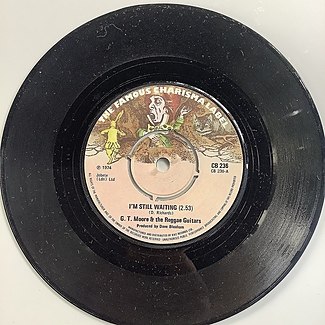 THE FAMOUS CHARISMA LABEL
℗ 1974
Jobete
(Ldn) Ltd
CB 236
CB 236-A
I'M STILL WAITING (2.53)
(D. Richards)
G. T. Moore & the Reggae Guitars
Produced by Dave Bloxham